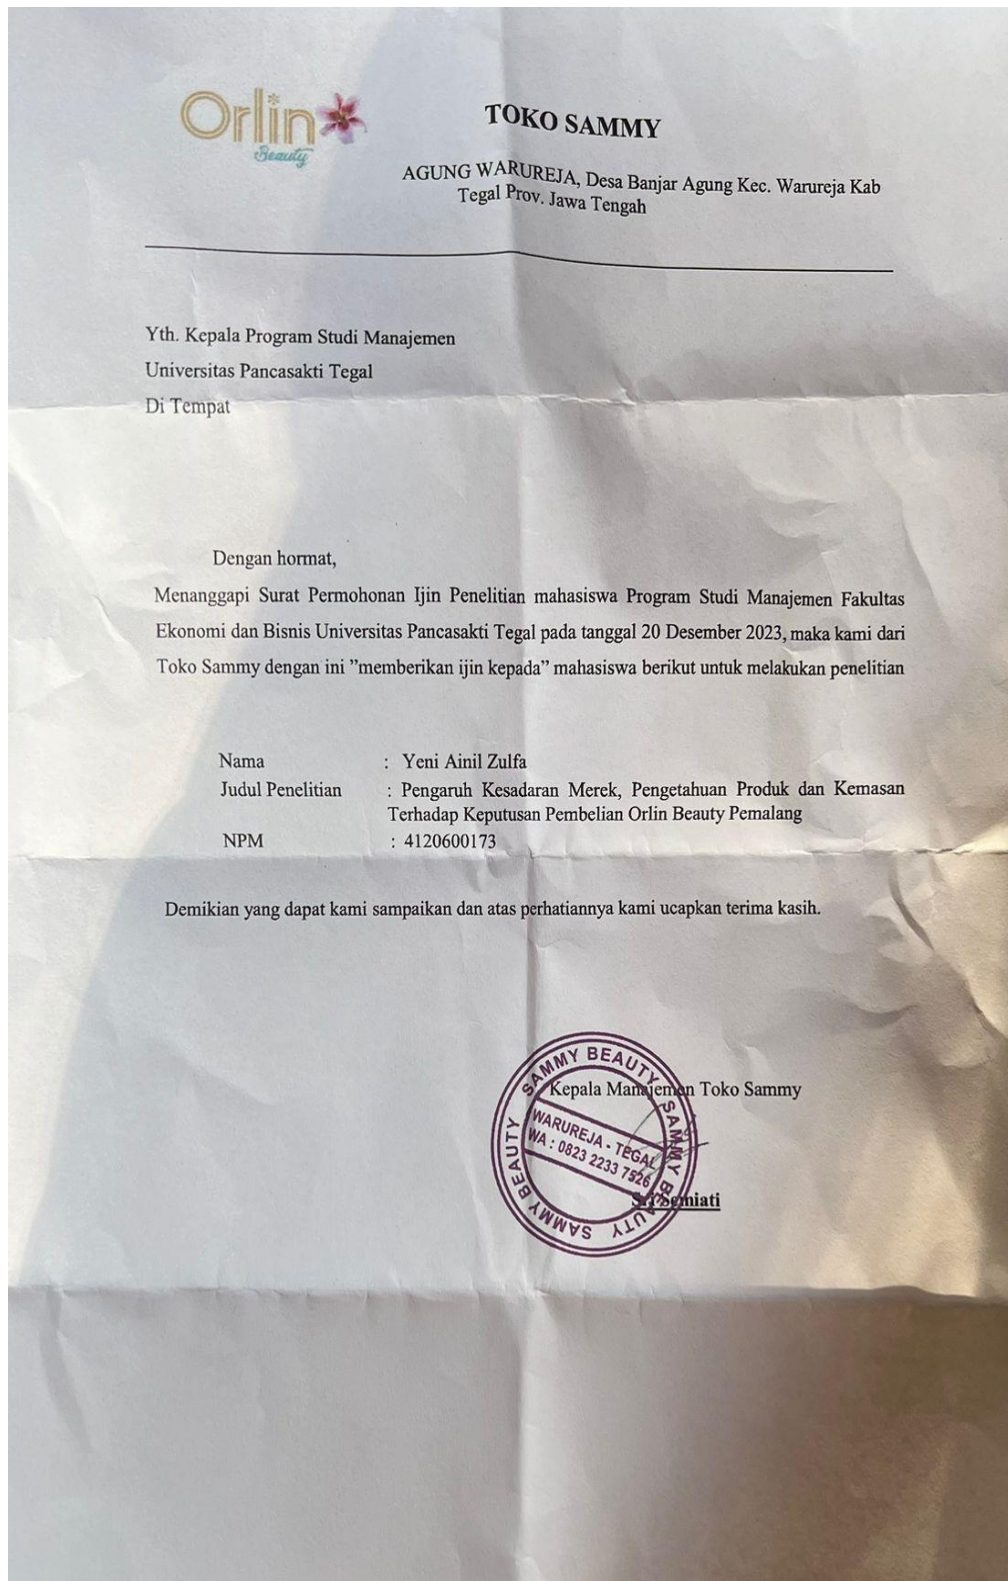 Orlin
Beauty
TOKO SAMMY
AGUNG WARUREJA, Desa Banjar Agung Kec. Warureja Kab
Tegal Prov. Jawa Tengah
Yth. Kepala Program Studi Manajemen
Universitas Pancasakti Tegal
Di Tempat
Dengan hormat,
Menanggapi Surat Permohonan Ijin Penelitian mahasiswa Program Studi Manajemen Fakultas
Ekonomi dan Bisnis Universitas Pancasakti Tegal pada tanggal 20 Desember 2023, maka kami dari
Toko Sammy dengan ini ”memberikan ijin kepada” mahasiswa berikut untuk melakukan penelitian
Nama : Yeni Ainil Zulfa
Judul Penelitian : Pengaruh Kesadaran Merek, Pengetahuan Produk dan Kemasan
Terhadap Keputusan Pembelian Orlin Beauty Pemalang
NPM : 4120600173
Demikian yang dapat kami sampaikan dan atas perhatiannya kami ucapkan terima kasih.
Kepala Manajemen Toko Sammy
SAMMY BEAUTY SAMMY BEAUTY SAMMY BEAUTY
WARUREJA - TEGAL
WA : 0823 2233 7526
Sri Semiati